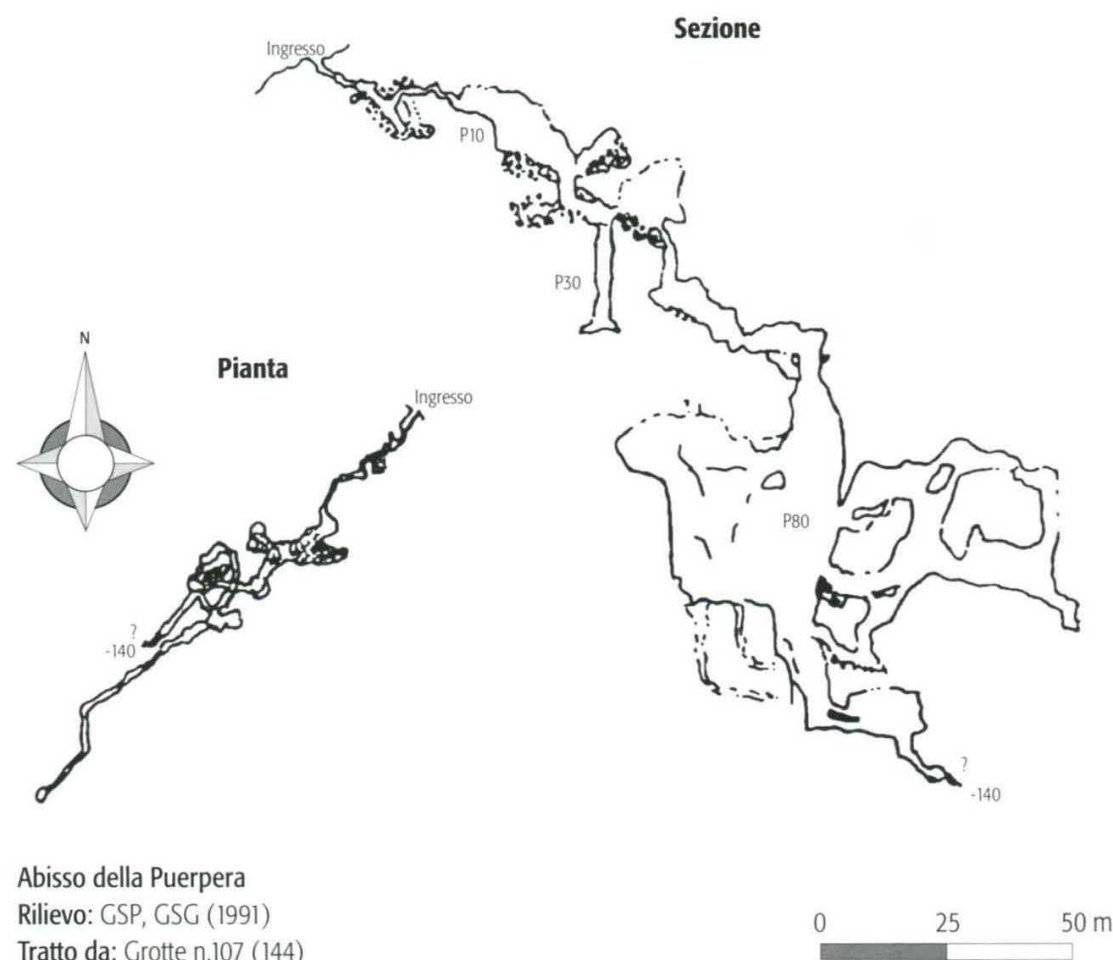 Sezione
Ingresso
P10
P30
N
Pianta
Ingresso
P80
?
-140
?
-140
Abisso della Puerpera
Rilievo: GSP, GSG (1991)
Tratto da: Grotte n.107 (144)
0 25 50 m